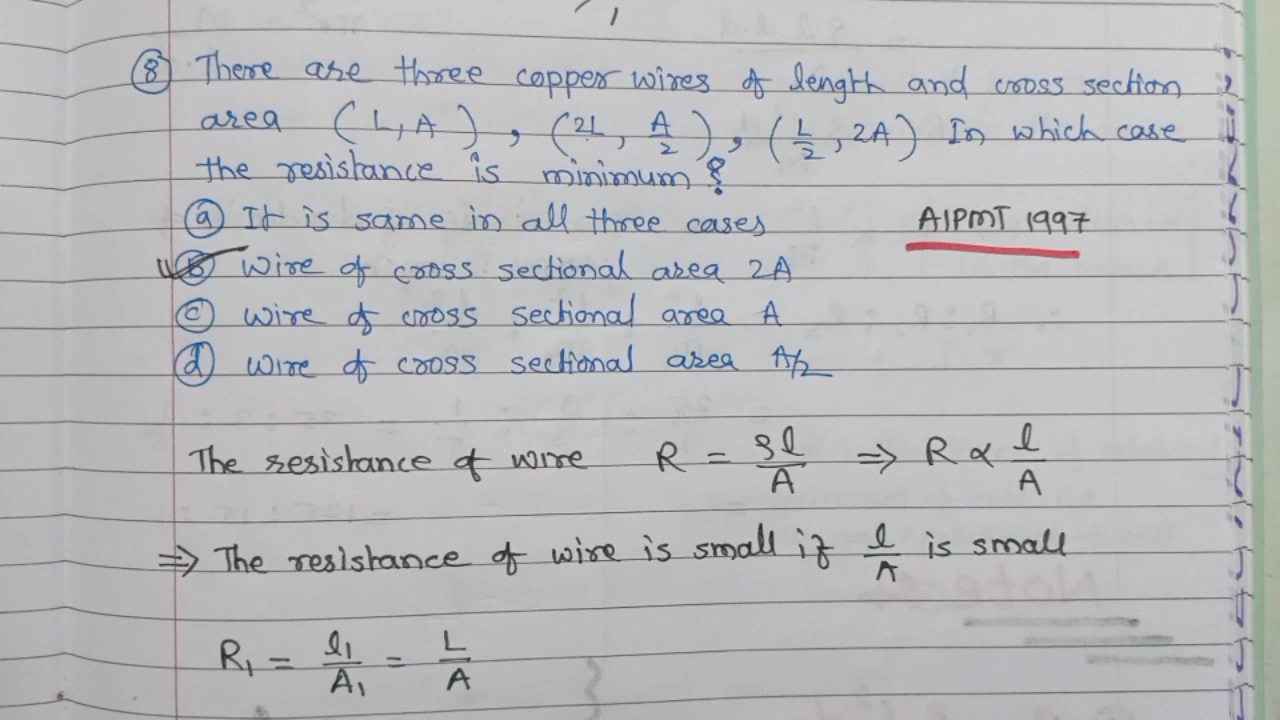 ⑧ There are three copper wires of length and cross section
area (L, A), (2L, A/2), (L/2, 2A) In which case
the resistance is minimum?
ⓐ It is same in all three cases AIPMT 1997
ⓑ wire of cross sectional area 2A
ⓒ wire of cross sectional area A
ⓓ wire of cross sectional area A/2
The resistance of wire R = ρl/A ⇒ R ∝ l/A
⇒ The resistance of wire is small if l/A is small
R₁ = l₁/A₁ = L/A